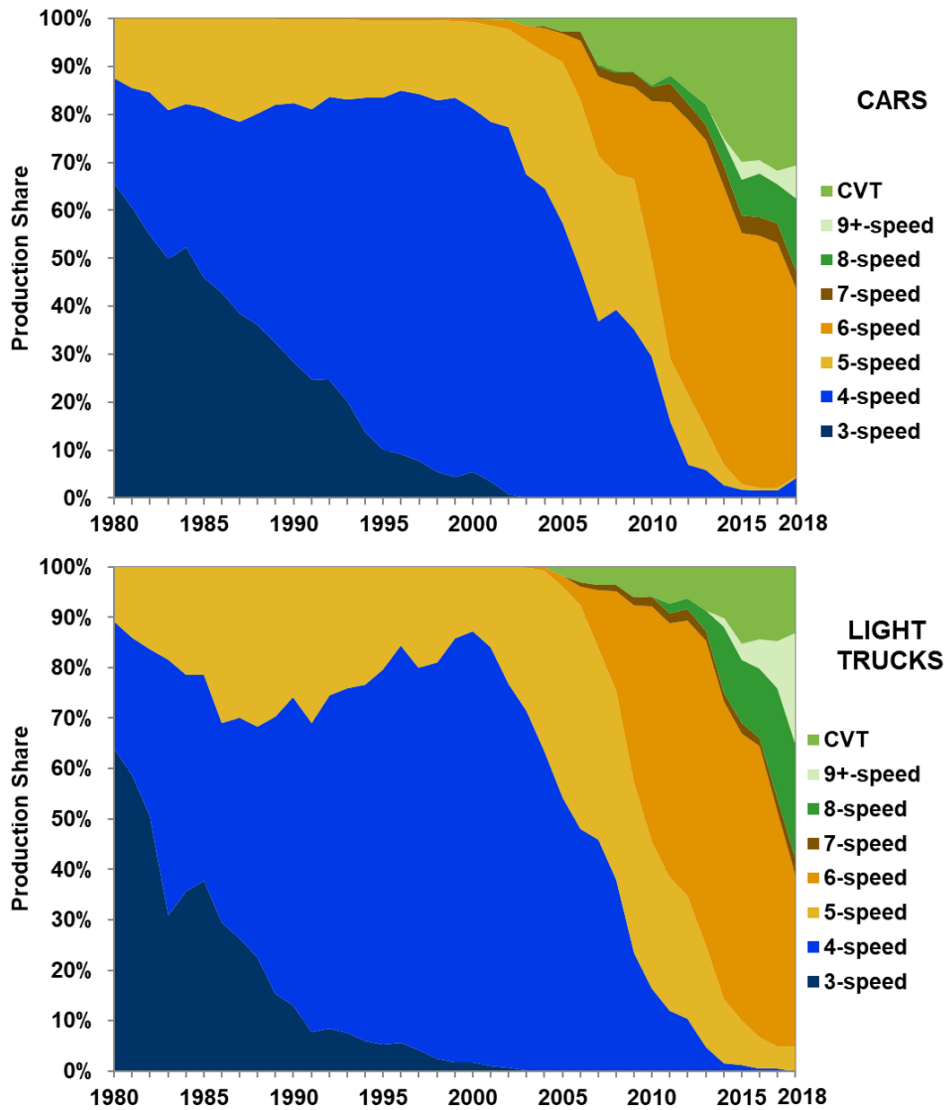 100%
90%
80%
70%
60%
50%
40%
30%
20%
10%
0%
Production Share
1980 1985 1990 1995 2000 2005 2010 2015 2018
CARS
CVT
9+-speed
8-speed
7-speed
6-speed
5-speed
4-speed
3-speed
100%
90%
80%
70%
60%
50%
40%
30%
20%
10%
0%
Production Share
1980 1985 1990 1995 2000 2005 2010 2015 2018
LIGHT
TRUCKS
CVT
9+-speed
8-speed
7-speed
6-speed
5-speed
4-speed
3-speed